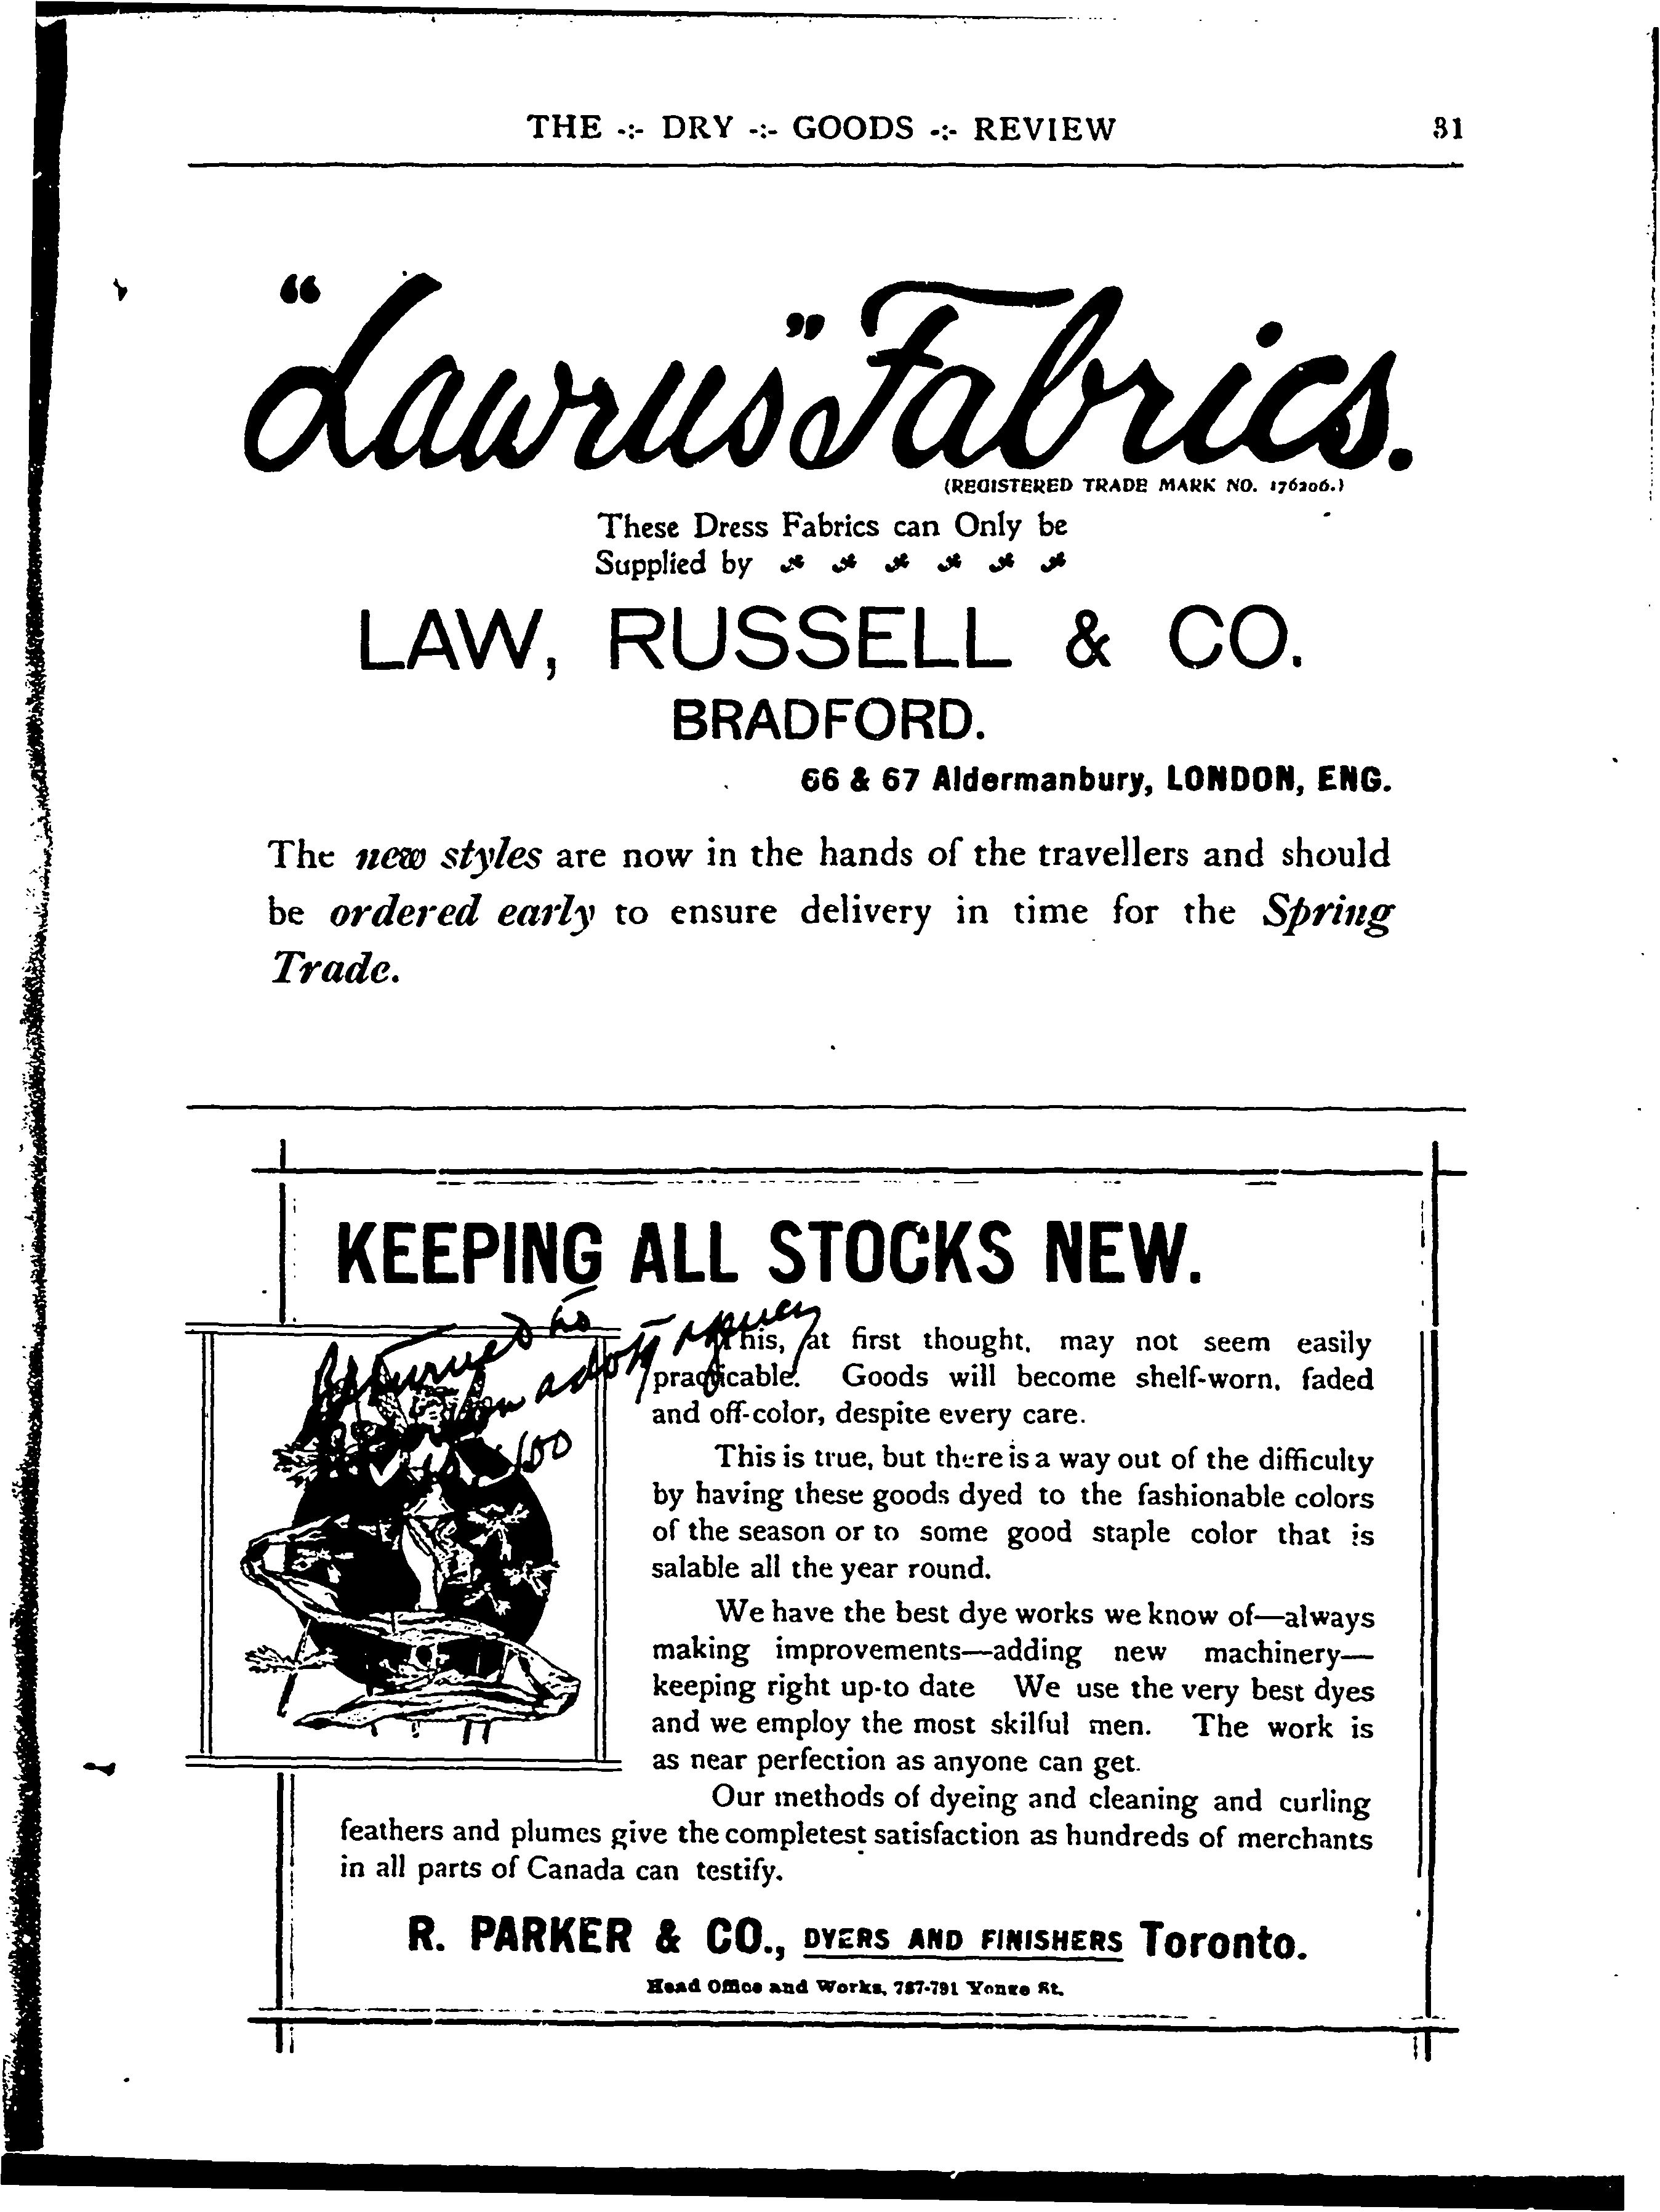 THE -:- DRY -:- GOODS -:- REVIEW 31
"Lawrus" Fabrics.
(REGISTERED TRADE MARK NO. 176206.)
These Dress Fabrics can Only be
Supplied by
LAW, RUSSELL & CO.
BRADFORD.
66 & 67 Aldermanbury, LONDON, ENG.
The new styles are now in the hands of the travellers and should
be ordered early to ensure delivery in time for the Spring
Trade.
KEEPING ALL STOCKS NEW.
Returned to
100
This, at first thought, may not seem easily
practicable. Goods will become shelf-worn, faded
and off-color, despite every care.
This is true, but there is a way out of the difficulty
by having these goods dyed to the fashionable colors
of the season or to some good staple color that is
salable all the year round.
We have the best dye works we know of—always
making improvements—adding new machinery—
keeping right up-to date We use the very best dyes
and we employ the most skilful men. The work is
as near perfection as anyone can get.
Our methods of dyeing and cleaning and curling
feathers and plumes give the completest satisfaction as hundreds of merchants
in all parts of Canada can testify.
R. PARKER & CO., DYERS AND FINISHERS Toronto.
Head Office and Works, 787-791 Yonge St.